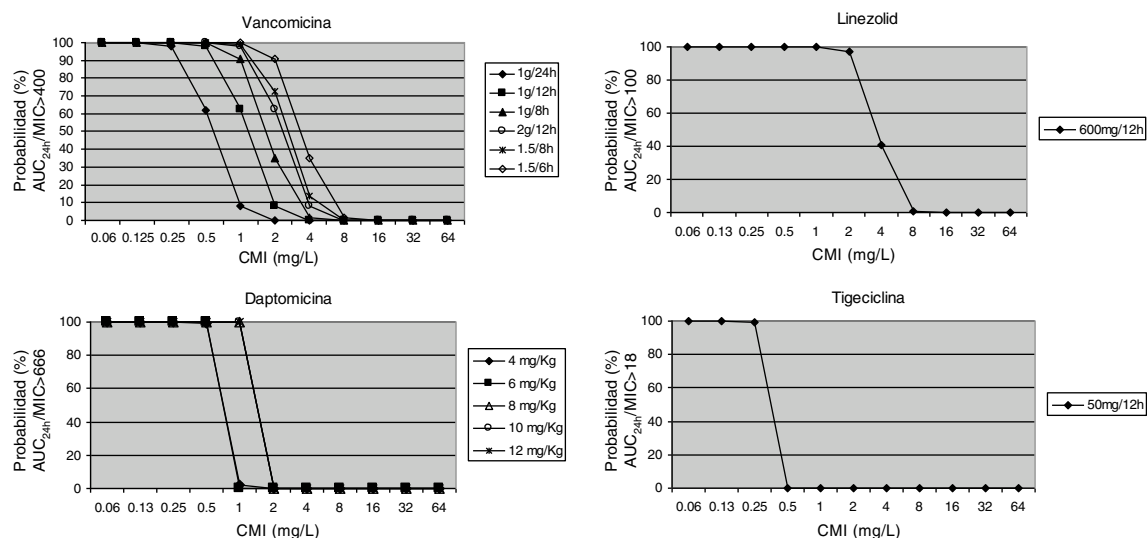 Vancomicina
Probabilidad (%)
AUC24h/MIC>400
100
90
80
70
60
50
40
30
20
10
0
0.06 0.125 0.25 0.5 1 2 4 8 16 32 64
CMI (mg/L)
1g/24h
1g/12h
1g/8h
2g/12h
1.5/8h
1.5/6h
Linezolid
Probabilidad (%)
AUC24h/MIC>100
100
80
60
40
20
0
0.06 0.13 0.25 0.5 1 2 4 8 16 32 64
CMI (mg/L)
600mg/12h
Daptomicina
Probabilidad (%)
AUC24h/MIC>666
100
80
60
40
20
0
0.06 0.13 0.25 0.5 1 2 4 8 16 32 64
CMI (mg/L)
4 mg/Kg
6 mg/Kg
8 mg/Kg
10 mg/Kg
12 mg/Kg
Tigeciclina
Probabilidad (%)
AUC24h/MIC>18
100
80
60
40
20
0
0.06 0.13 0.25 0.5 1 2 4 8 16 32 64
CMI (mg/L)
50mg/12h